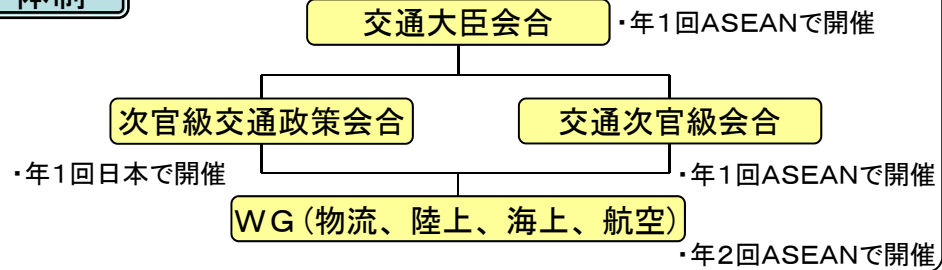 体制
交通大臣会合
・年1回ASEANで開催
次官級交通政策会合
交通次官級会合
・年1回日本で開催
・年1回ASEANで開催
WG(物流、陸上、海上、航空)
・年2回ASEANで開催